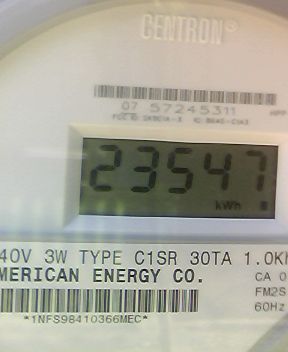 CENTRON®
07 57245311
23547
kWh
40V 3W TYPE C1SR 30TA 1.0Kh
MERICAN ENERGY CO.
CA 0
FM2S
60Hz
*1NFS98410366MEC*